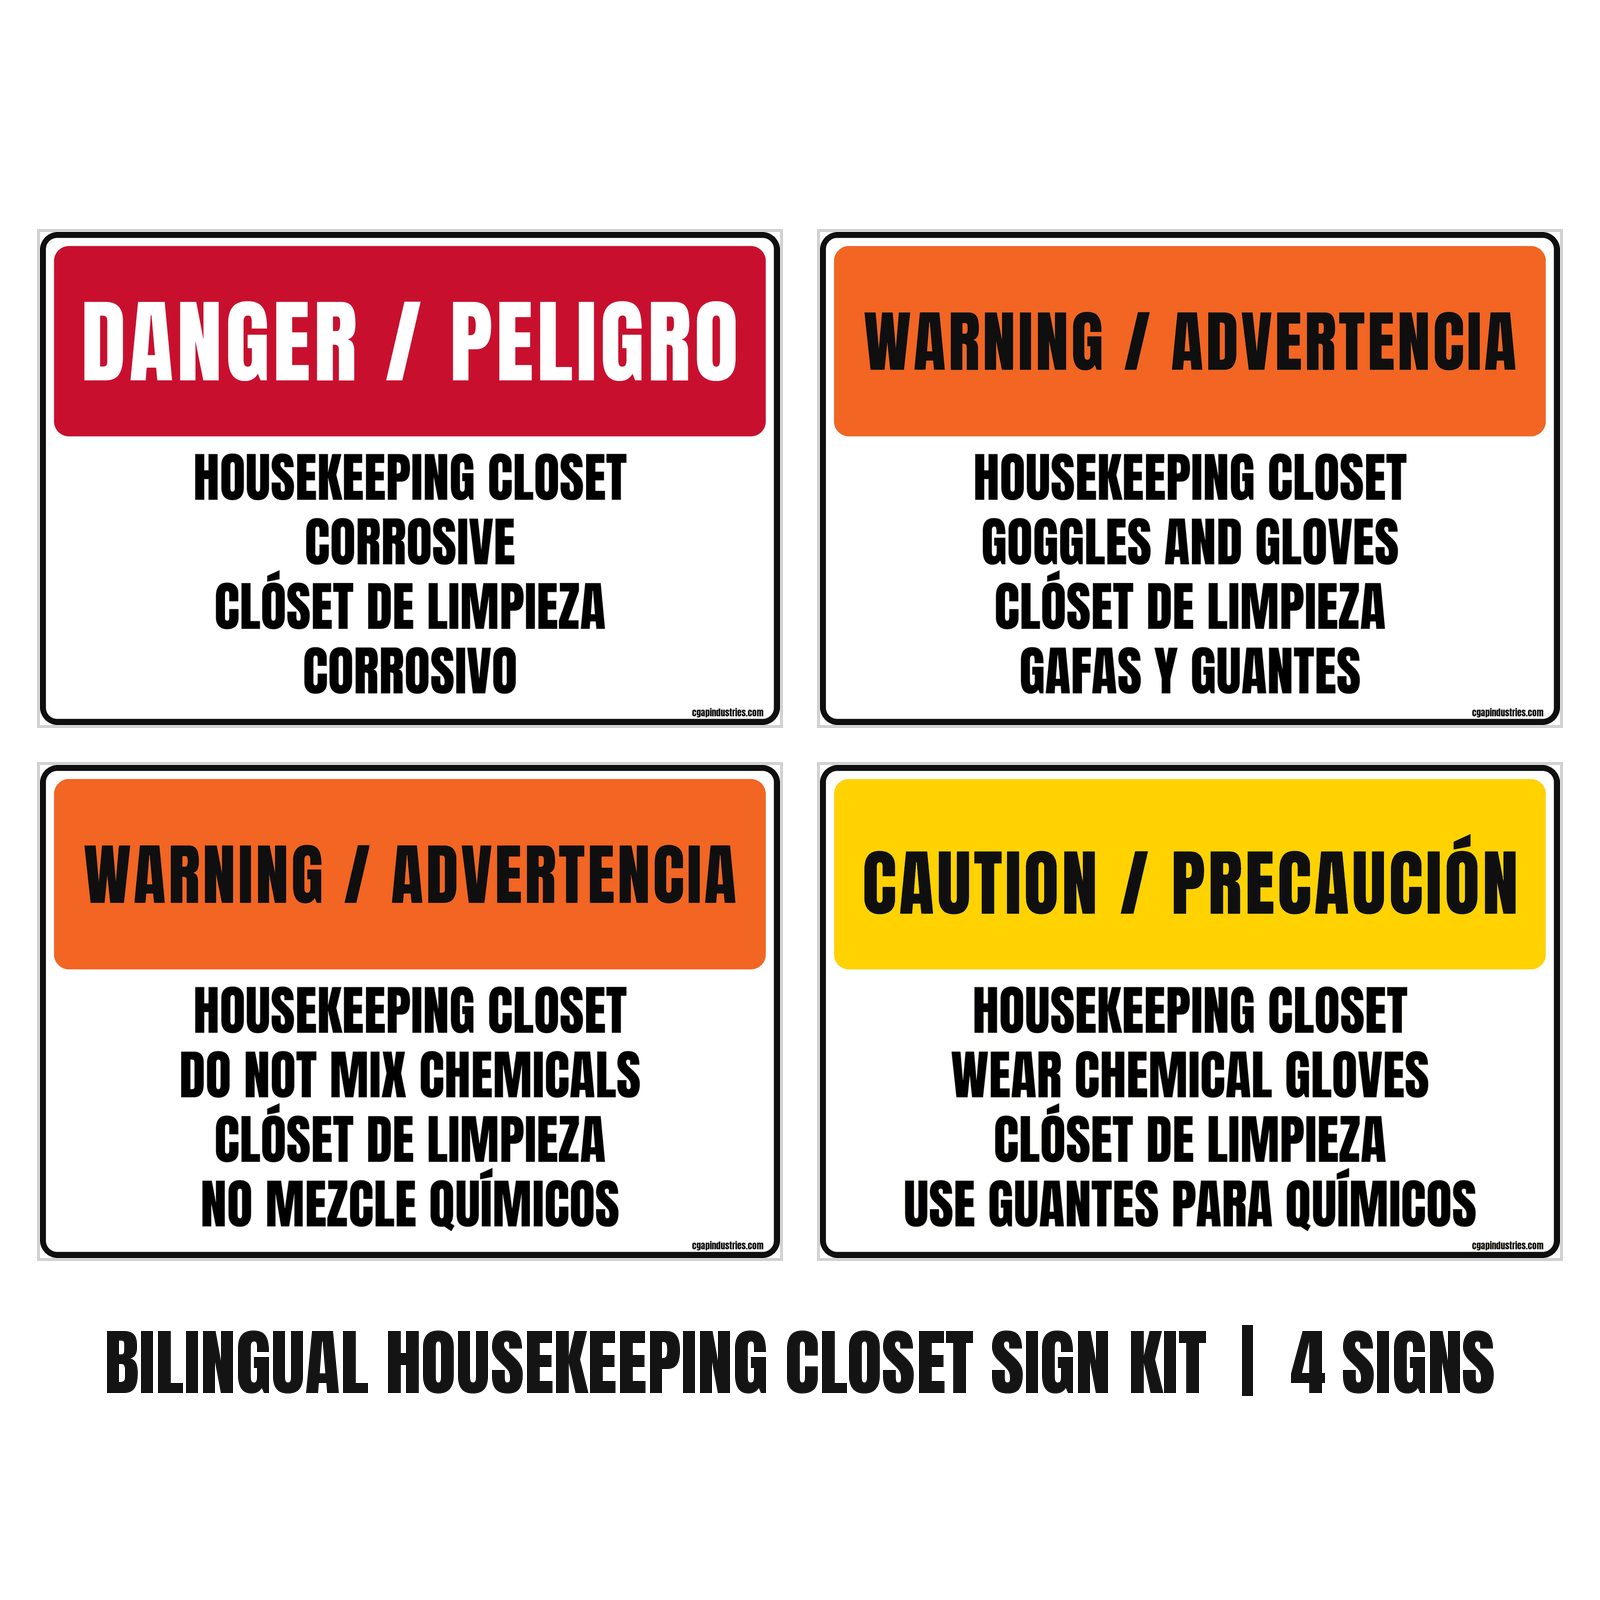 DANGER / PELIGRO
HOUSEKEEPING CLOSET
CORROSIVE
CLÓSET DE LIMPIEZA
CORROSIVO
cgapindustries.com
WARNING / ADVERTENCIA
HOUSEKEEPING CLOSET
GOGGLES AND GLOVES
CLÓSET DE LIMPIEZA
GAFAS Y GUANTES
cgapindustries.com
WARNING / ADVERTENCIA
HOUSEKEEPING CLOSET
DO NOT MIX CHEMICALS
CLÓSET DE LIMPIEZA
NO MEZCLE QUÍMICOS
cgapindustries.com
CAUTION / PRECAUCIÓN
HOUSEKEEPING CLOSET
WEAR CHEMICAL GLOVES
CLÓSET DE LIMPIEZA
USE GUANTES PARA QUÍMICOS
cgapindustries.com
BILINGUAL HOUSEKEEPING CLOSET SIGN KIT | 4 SIGNS